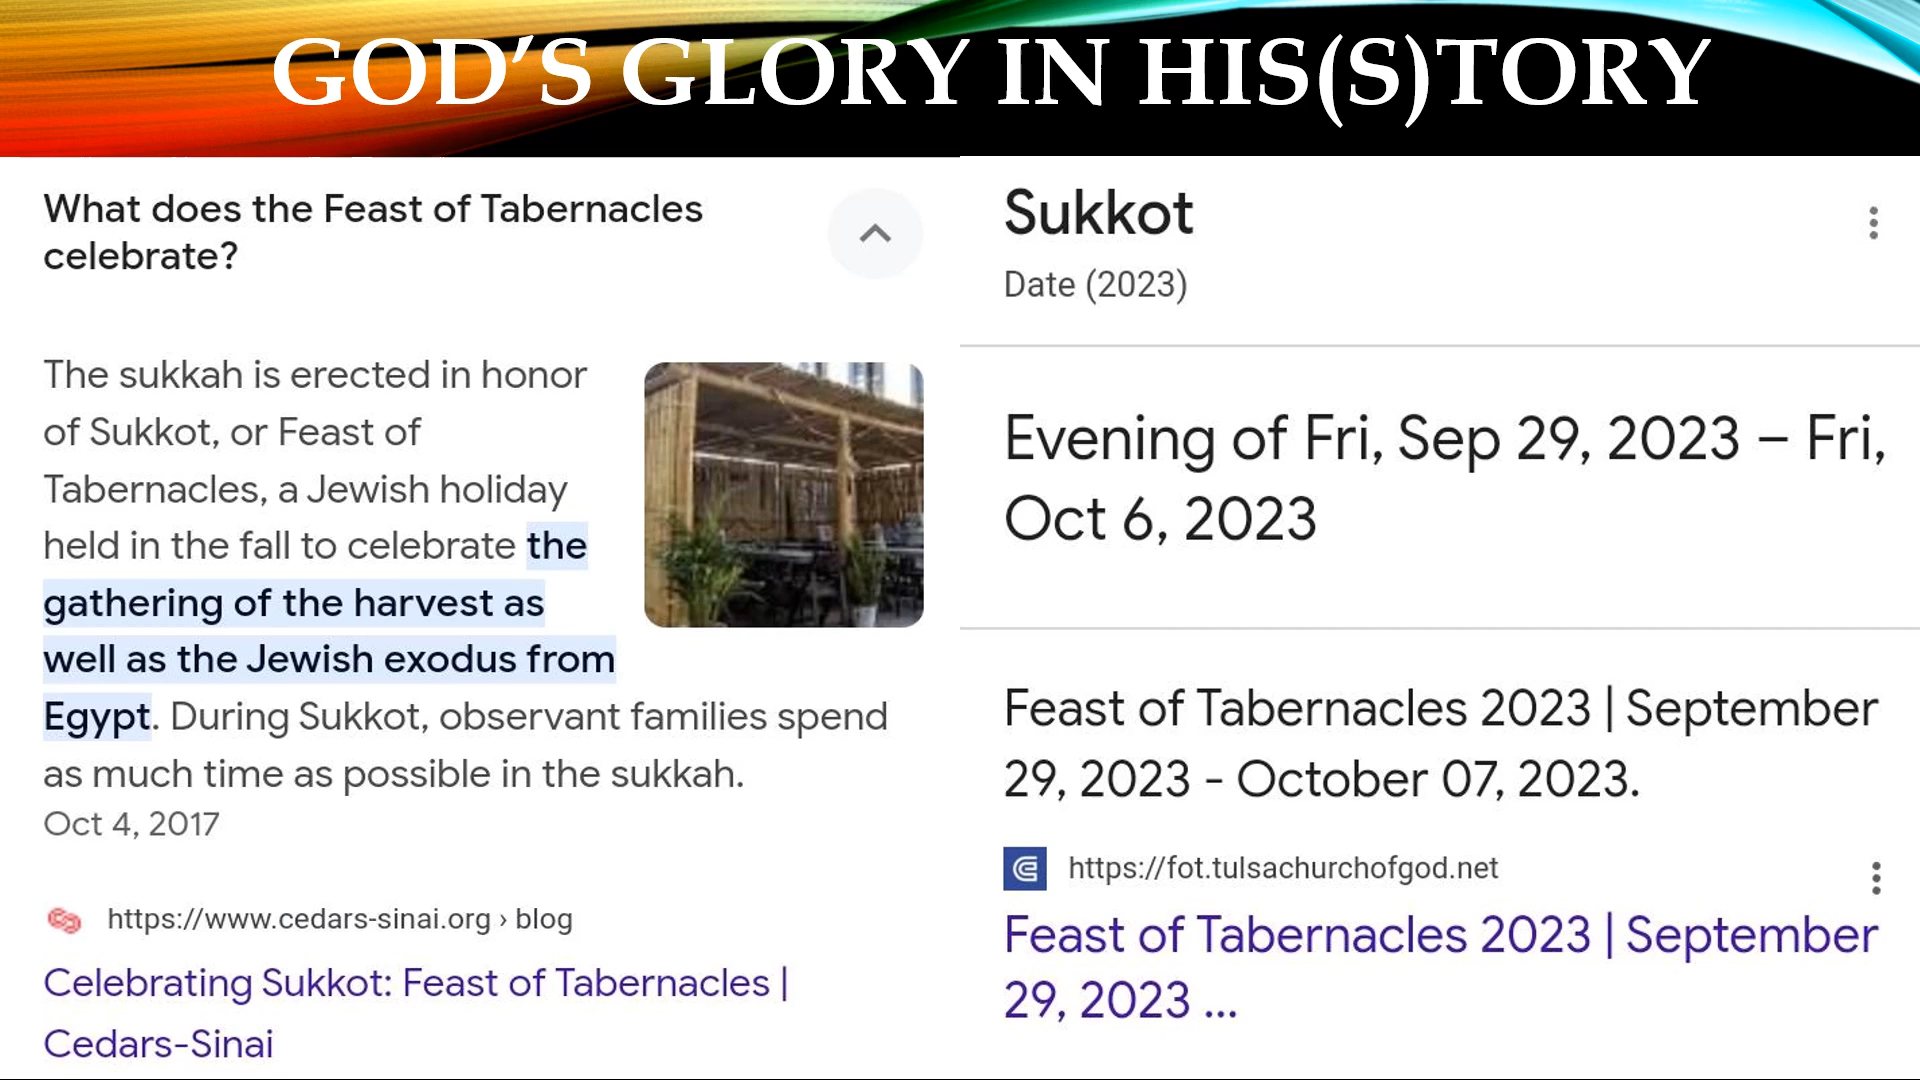 GOD'S GLORY IN HIS(S)TORY
What does the Feast of Tabernacles
celebrate?
The sukkah is erected in honor
of Sukkot, or Feast of
Tabernacles, a Jewish holiday
held in the fall to celebrate the
gathering of the harvest as
well as the Jewish exodus from
Egypt. During Sukkot, observant families spend
as much time as possible in the sukkah.
Oct 4, 2017
https://www.cedars-sinai.org › blog
Celebrating Sukkot: Feast of Tabernacles |
Cedars-Sinai
Sukkot
Date (2023)
Evening of Fri, Sep 29, 2023 – Fri,
Oct 6, 2023
Feast of Tabernacles 2023 | September
29, 2023 - October 07, 2023.
https://fot.tulsachurchofgod.net
Feast of Tabernacles 2023 | September
29, 2023 ...